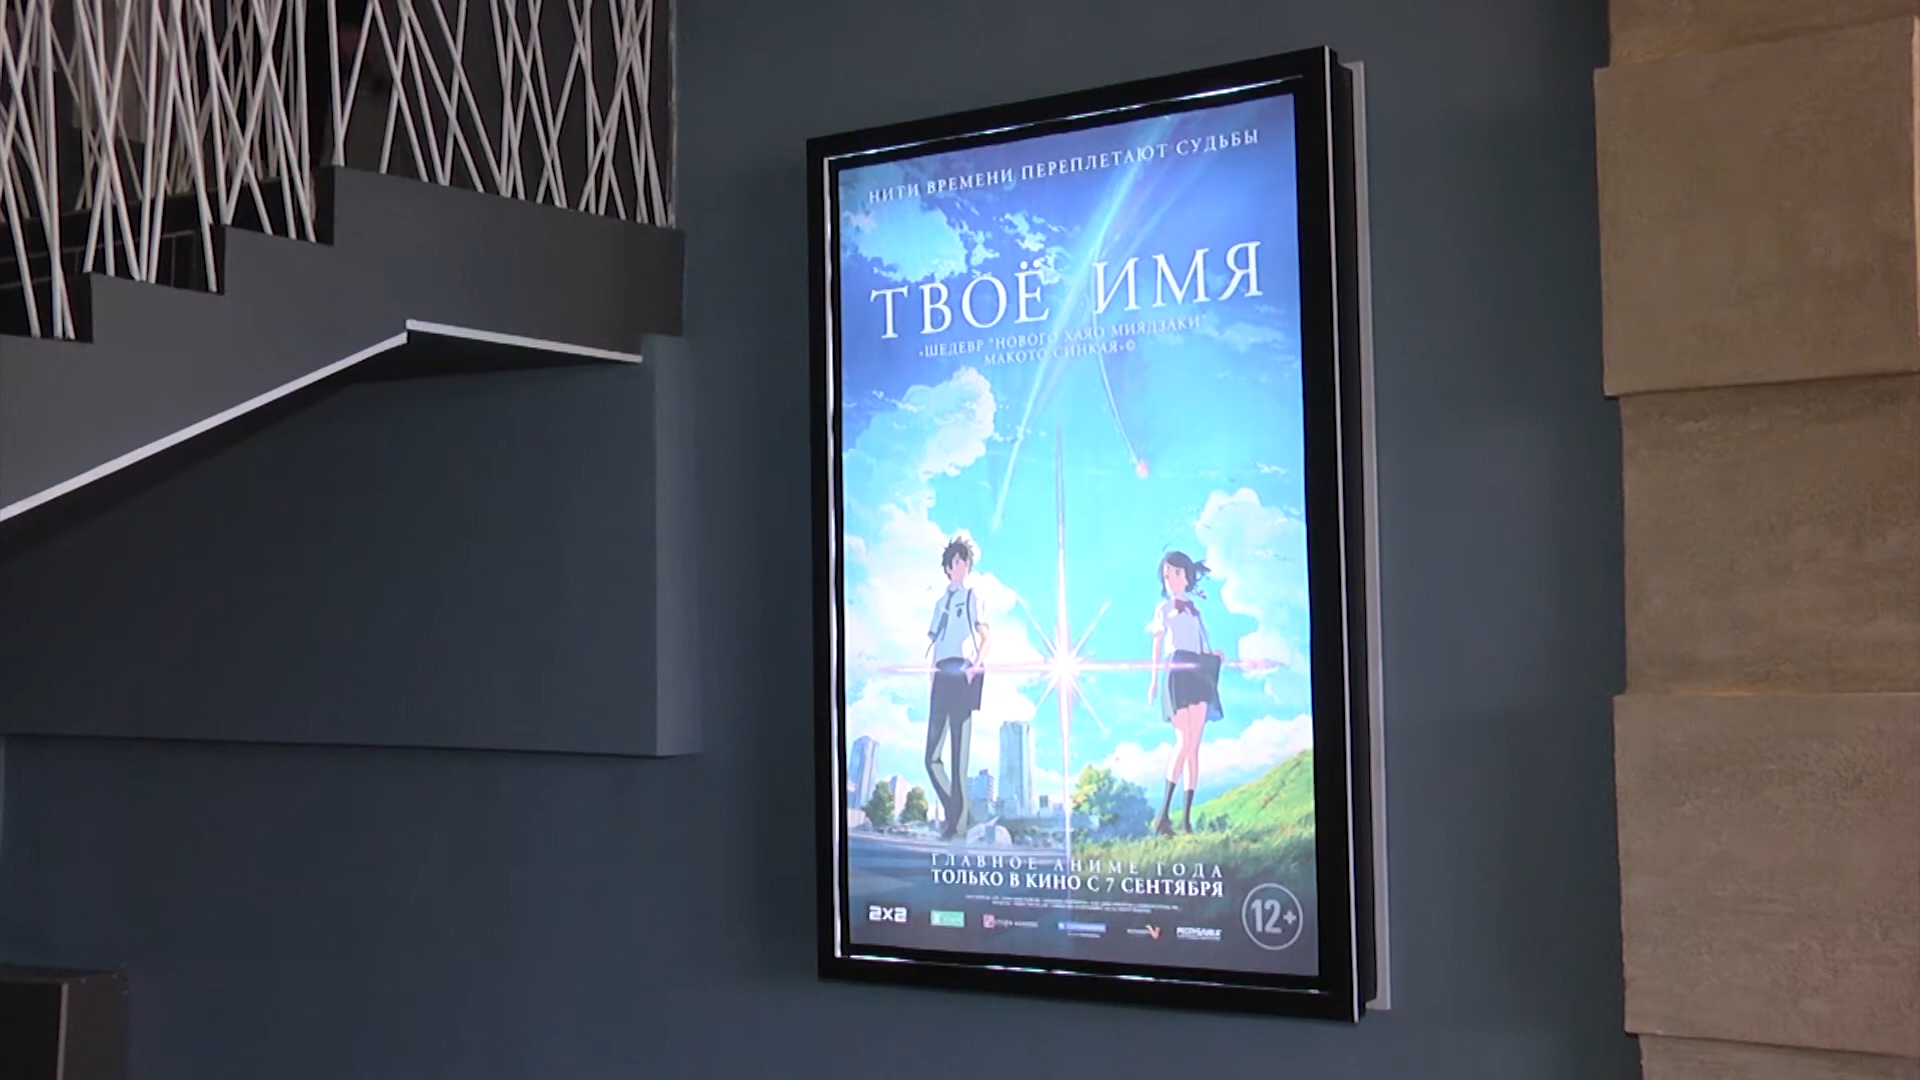 НИТИ ВРЕМЕНИ ПЕРЕПЛЕТАЮТ СУДЬБЫ
ТВОЁ ИМЯ
«ШЕДЕВР "НОВОГО ХАЯО МИЯДЗАКИ"
МАКОТО СИНКАЯ»©
ГЛАВНОЕ АНИМЕ ГОДА
ТОЛЬКО В КИНО С 7 СЕНТЯБРЯ
12+
2x2